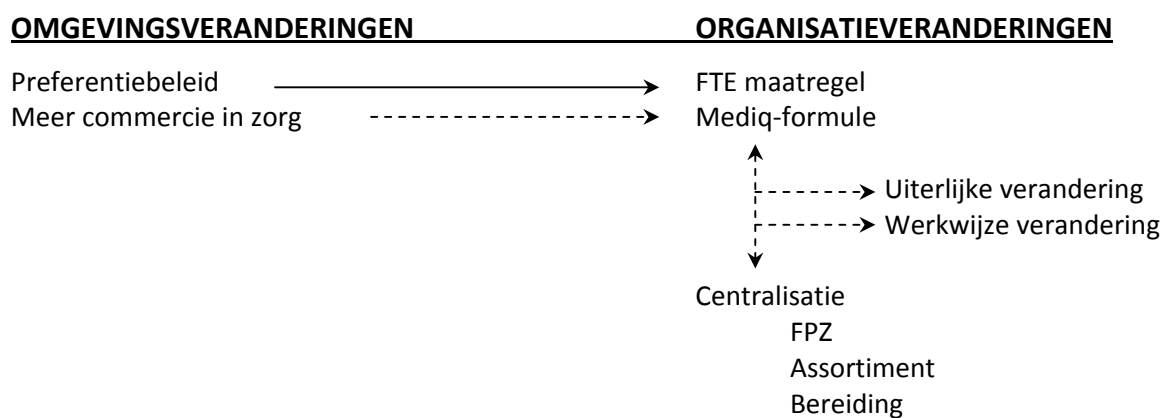 OMGEVINGSVERANDERINGEN ORGANISATIEVERANDERINGEN
Preferentiebeleid FTE maatregel
Meer commercie in zorg Mediq-formule
Uiterlijke verandering
Werkwijze verandering
Centralisatie
FPZ
Assortiment
Bereiding